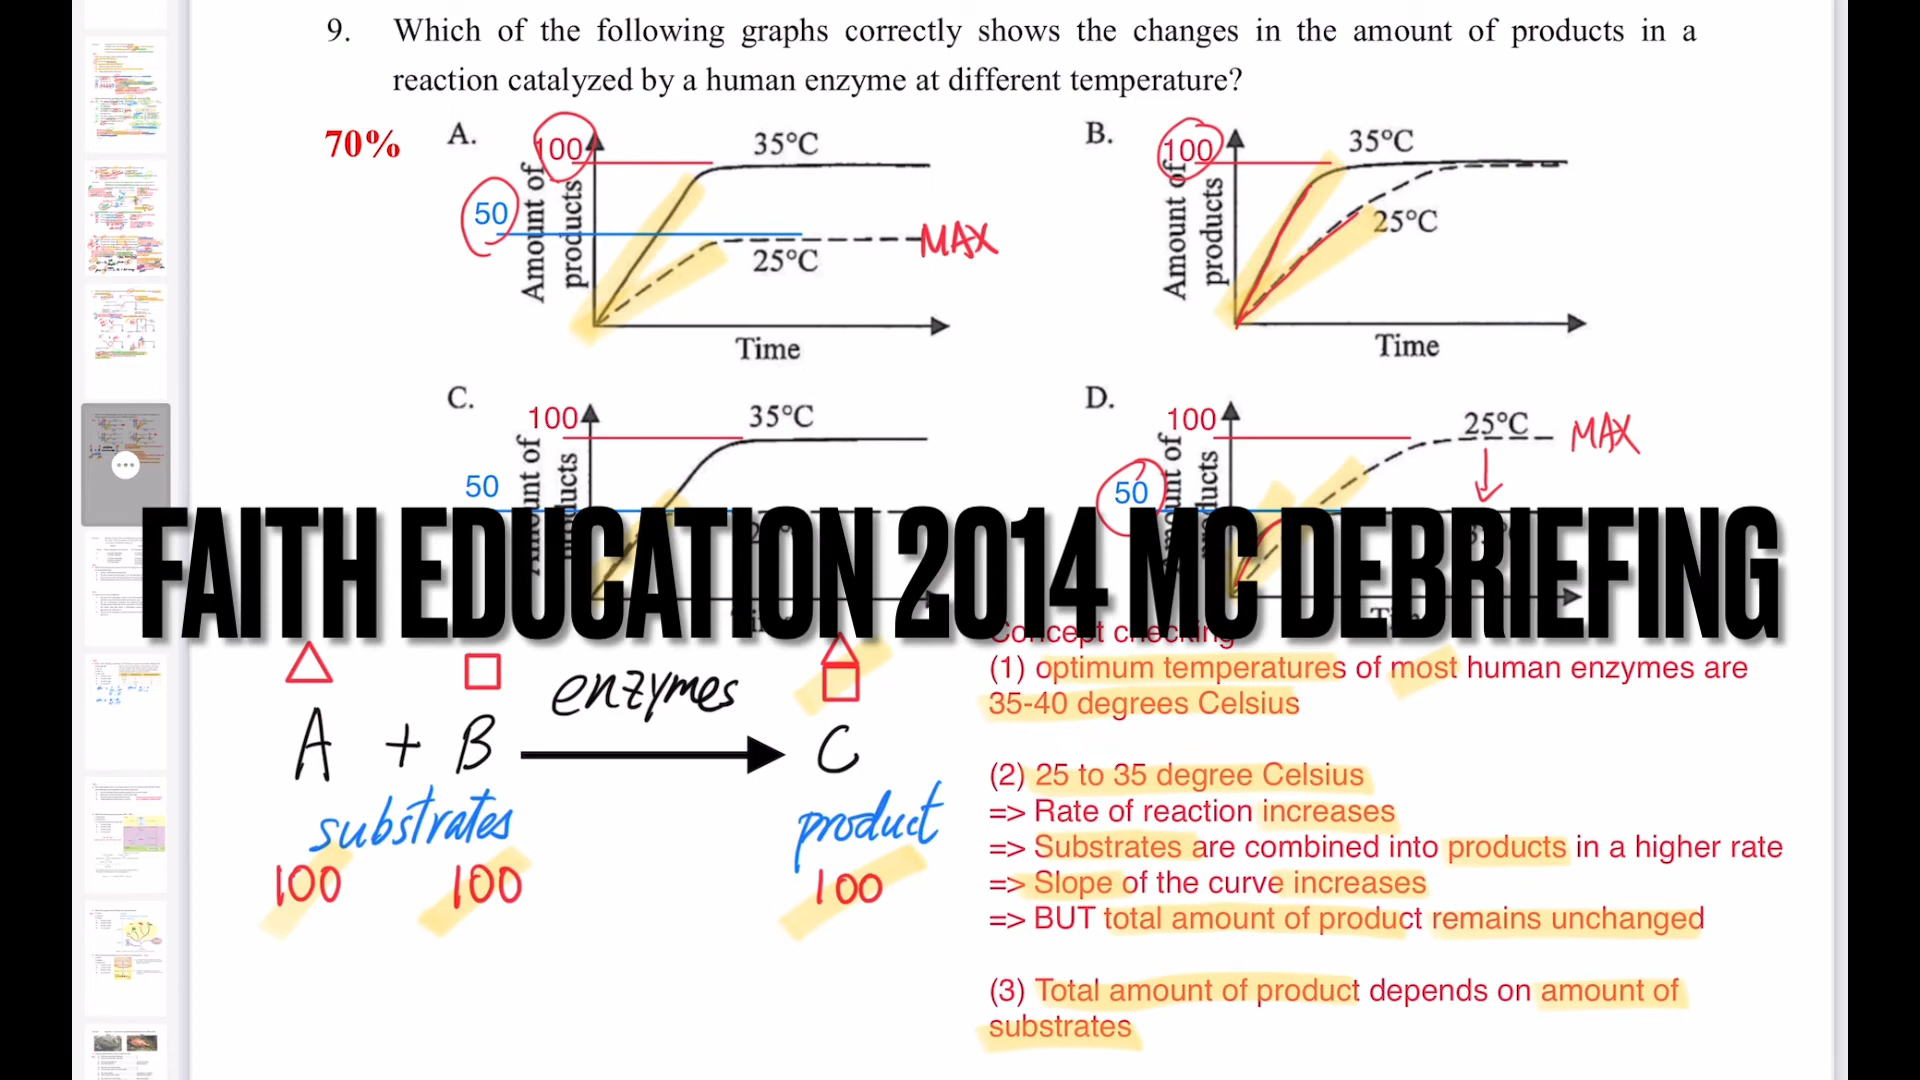 9. Which of the following graphs correctly shows the changes in the amount of products in a
reaction catalyzed by a human enzyme at different temperature?
70%
A.
100
50
Amount of
products
35°C
25°C
MAX
Time
B.
100
Amount of
products
35°C
25°C
Time
C.
100
50
35°C
D.
100
50
25°C
MAX
FAITH EDUCATION 2014 MC DEBRIEFING
A + B
enzymes
C
substrates
product
100 100 100
Concept checking
(1) optimum temperatures of most human enzymes are
35-40 degrees Celsius
(2) 25 to 35 degree Celsius
=> Rate of reaction increases
=> Substrates are combined into products in a higher rate
=> Slope of the curve increases
=> BUT total amount of product remains unchanged
(3) Total amount of product depends on amount of
substrates